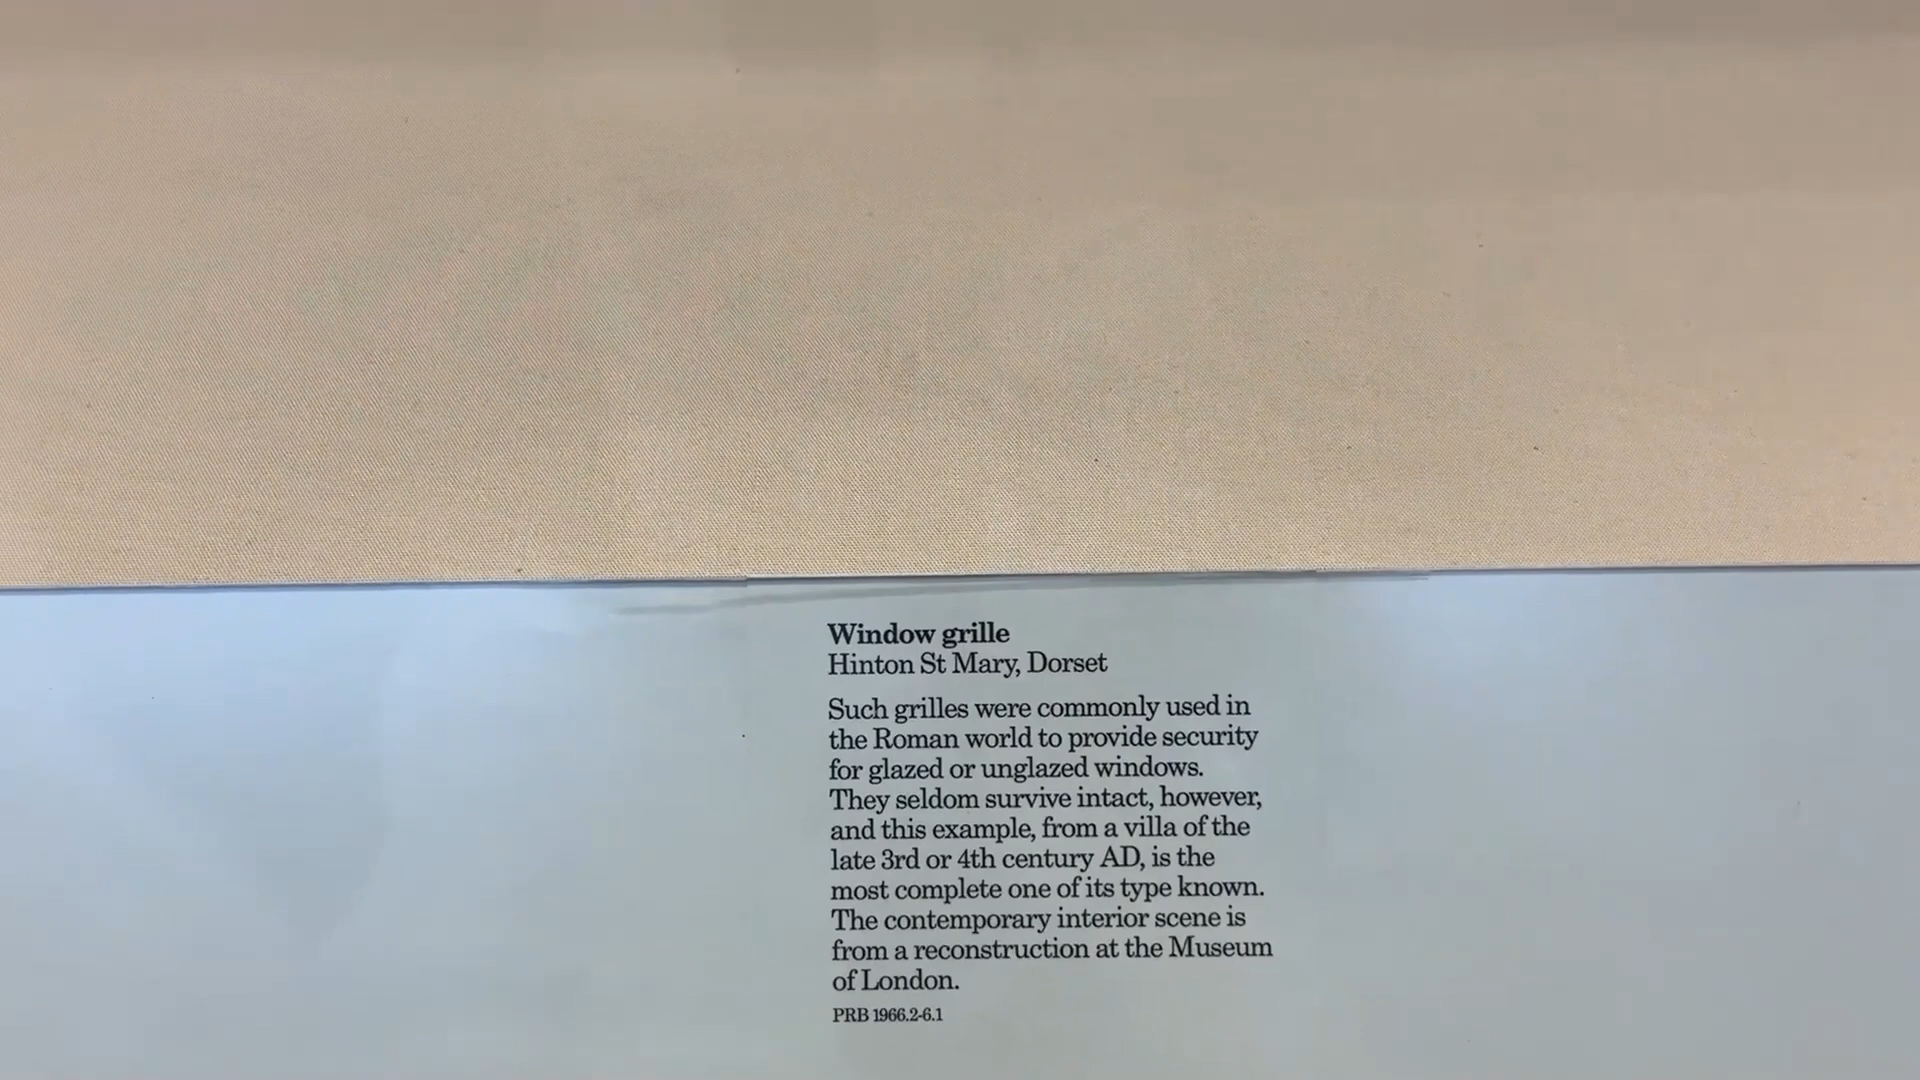 Window grille
Hinton St Mary, Dorset
Such grilles were commonly used in
the Roman world to provide security
for glazed or unglazed windows.
They seldom survive intact, however,
and this example, from a villa of the
late 3rd or 4th century AD, is the
most complete one of its type known.
The contemporary interior scene is
from a reconstruction at the Museum
of London.
PRB 1966.2-6.1